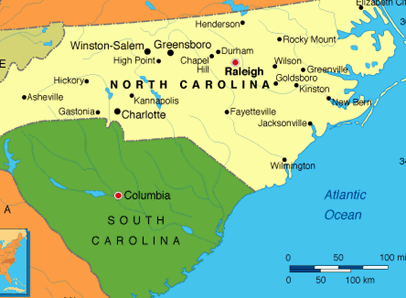 Elizabeth City
Henderson
Rocky Mount
Winston-Salem
Greensboro
Durham
High Point
Chapel
Hill
Raleigh
Wilson
Greenville
Hickory
NORTH CAROLINA
Goldsboro
Kinston
Asheville
Kannapolis
New Bern
Gastonia
Charlotte
Fayetteville
Jacksonville
Wilmington
34
E
Columbia
Atlantic
Ocean
A
SOUTH
CAROLINA
0 50 100 mi
0 50 100 km